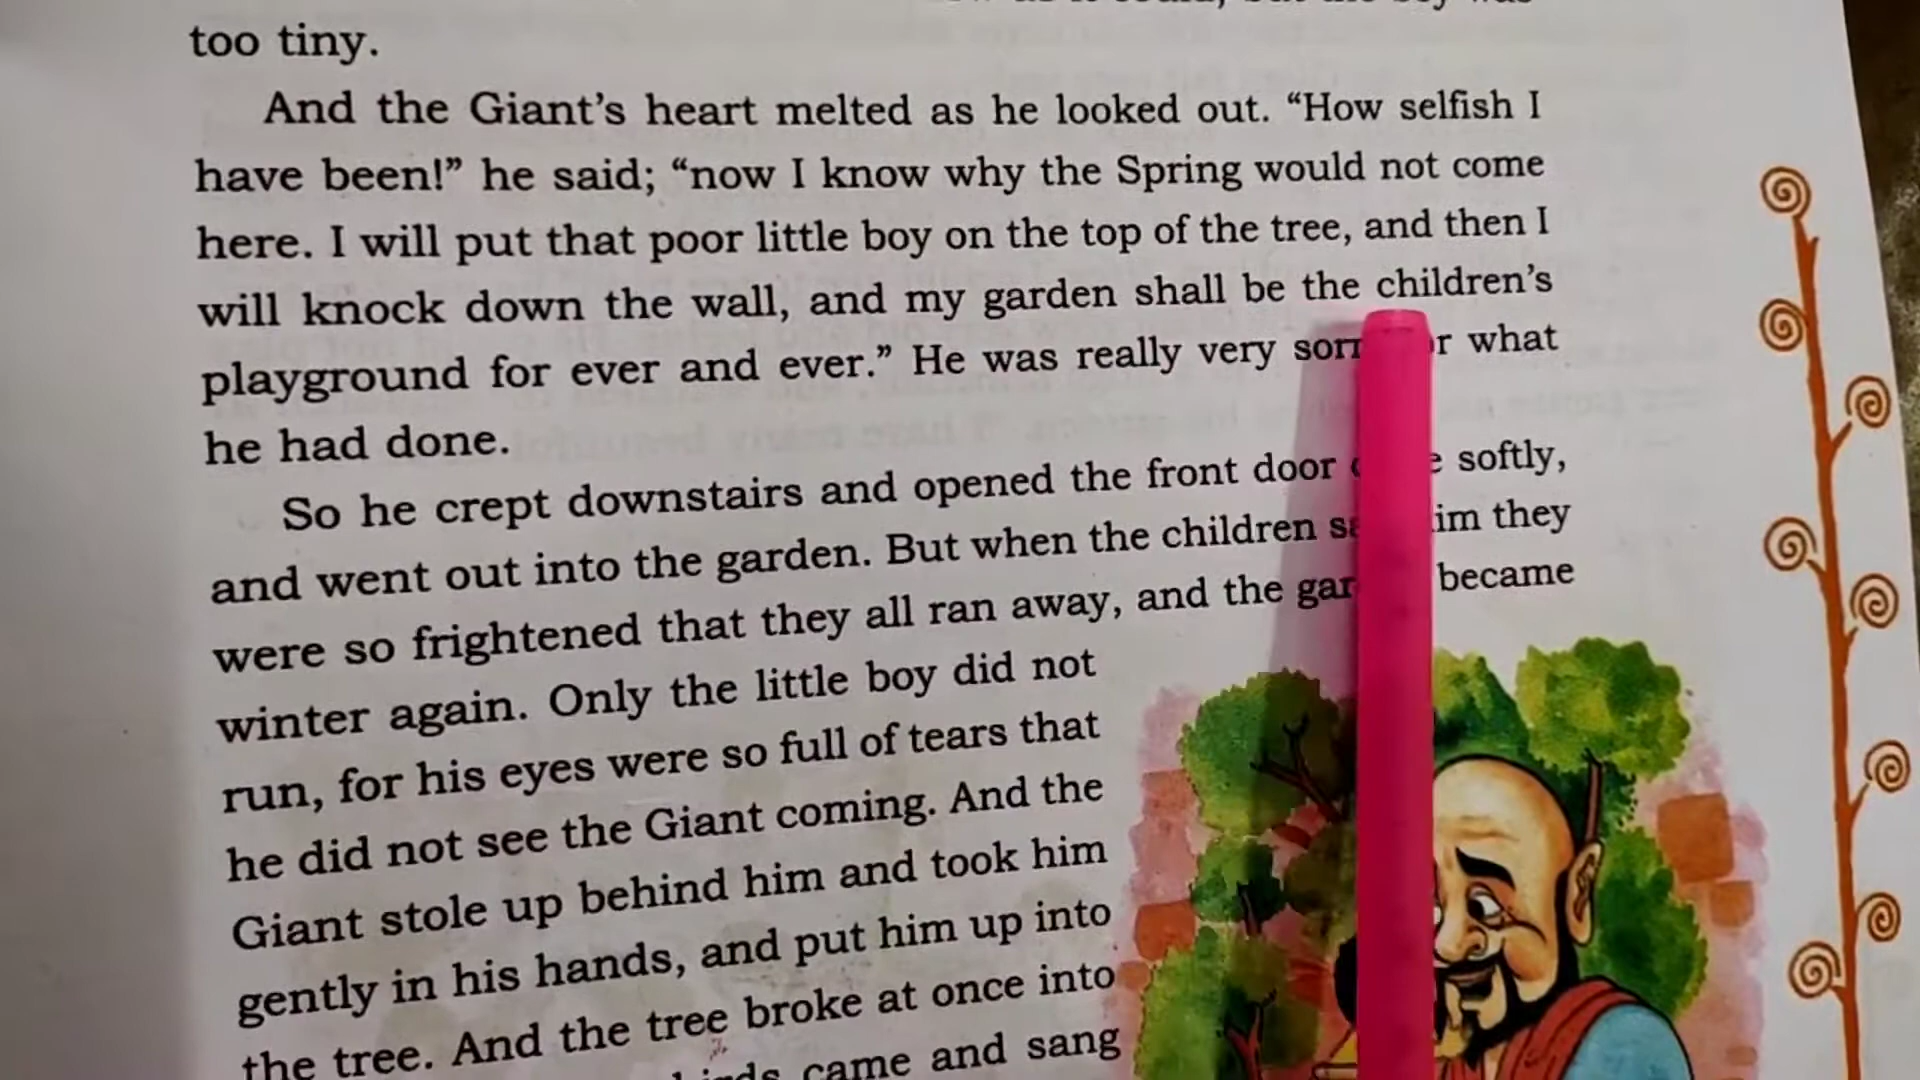 too tiny.
And the Giant’s heart melted as he looked out. “How selfish I
have been!” he said; “now I know why the Spring would not come
here. I will put that poor little boy on the top of the tree, and then I
will knock down the wall, and my garden shall be the children’s
playground for ever and ever.” He was really very what
he had done.
So he crept downstairs and opened the front door softly,
and went out into the garden. But when the children they
were so frightened that they all ran away, and the became
winter again. Only the little boy did not
run, for his eyes were so full of tears that
he did not see the Giant coming. And the
Giant stole up behind him and took him
gently in his hands, and put him up into
the tree. And the tree broke at once into
came and sang